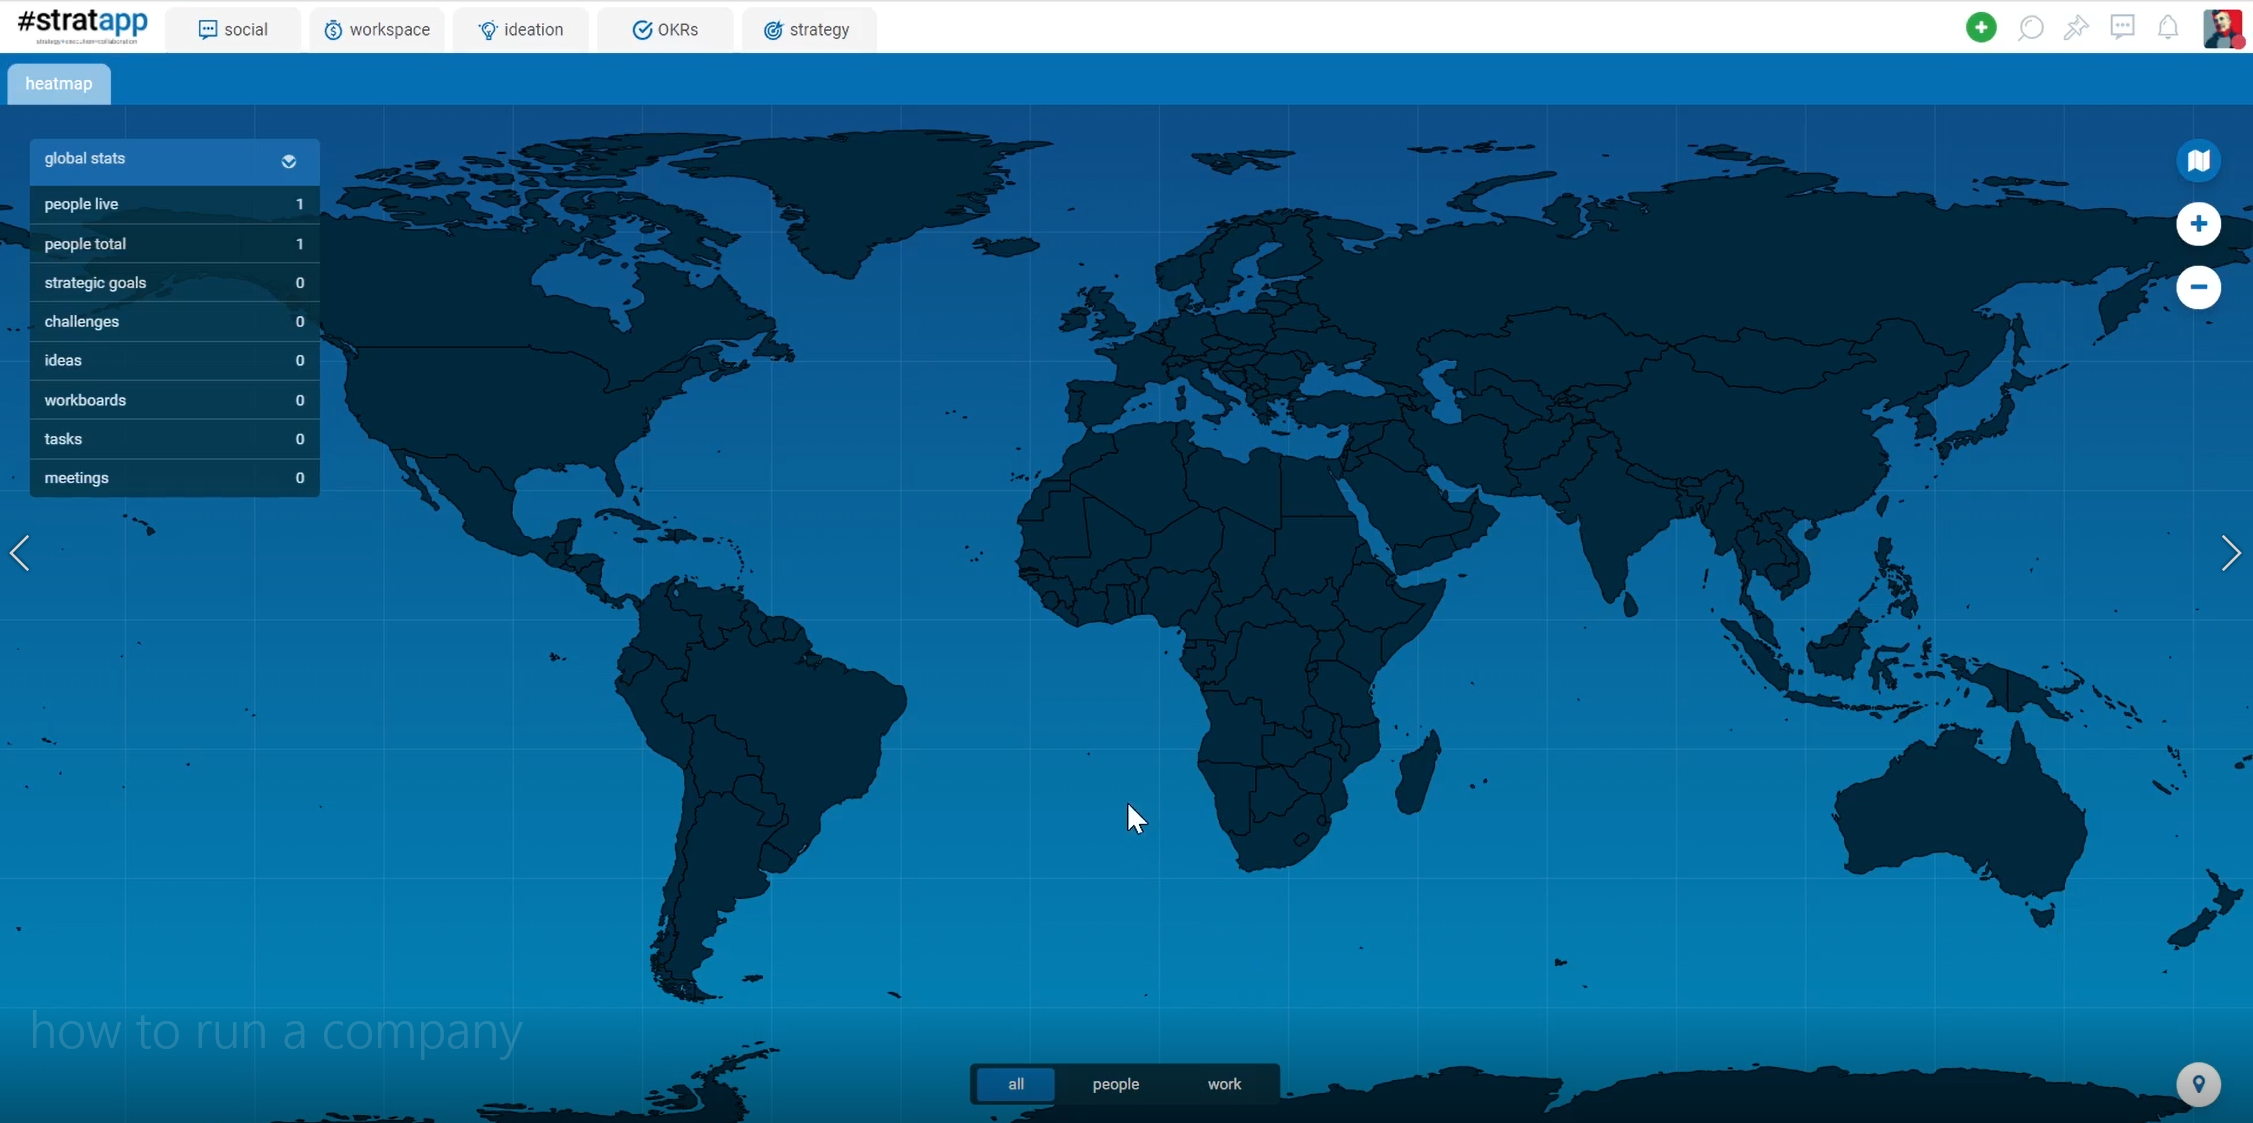 #stratapp
strategy+execution+collaboration
social
workspace
ideation
OKRs
strategy
heatmap
global stats
people live 1
people total 1
strategic goals 0
challenges 0
ideas 0
workboards 0
tasks 0
meetings 0
how to run a company
all people work